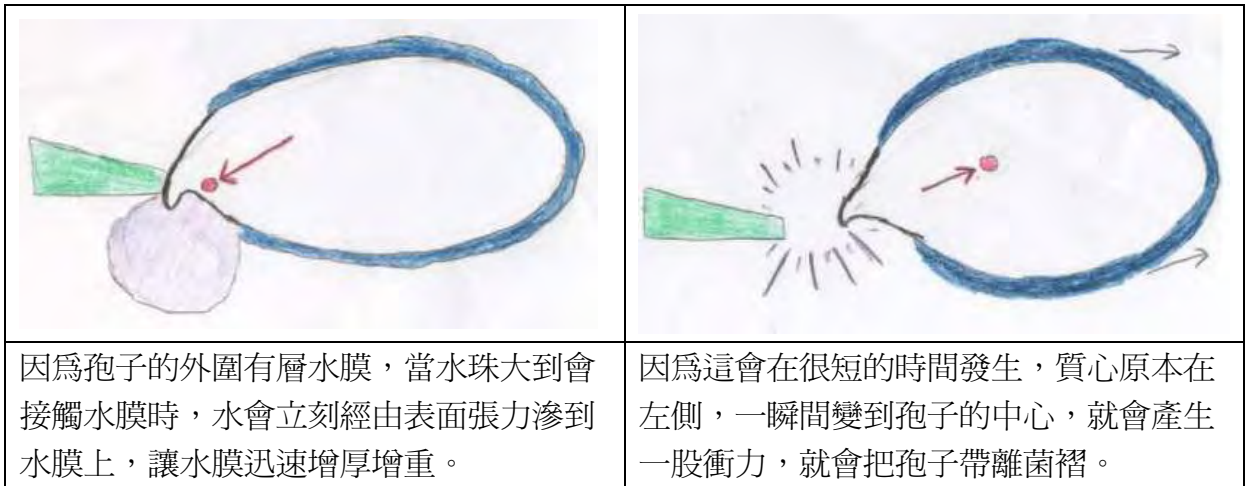 因爲孢子的外圍有層水膜，當水珠大到會
接觸水膜時，水會立刻經由表面張力滲到
水膜上，讓水膜迅速增厚增重。
因爲這會在很短的時間發生，質心原本在
左側，一瞬間變到孢子的中心，就會產生
一股衝力，就會把孢子帶離菌褶。